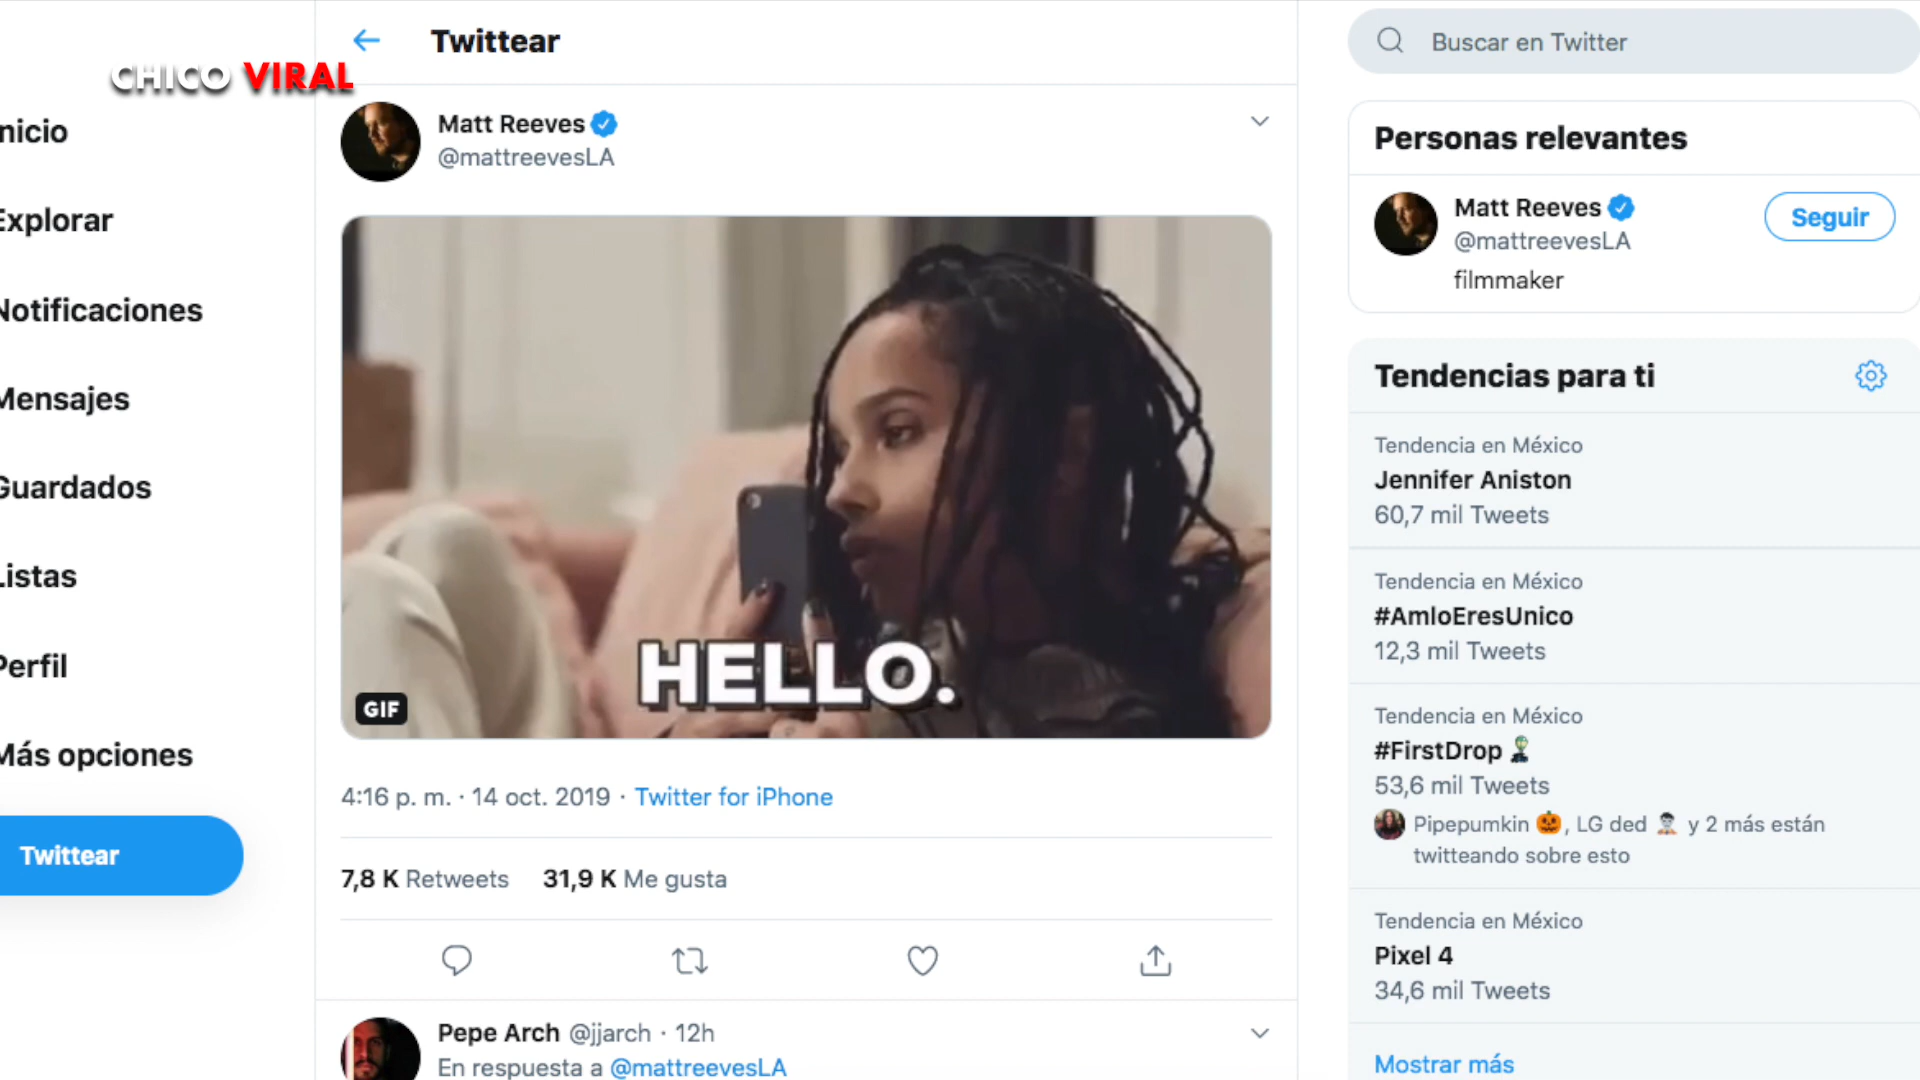 CHICO VIRAL
nicio
Explorar
Notificaciones
Mensajes
Guardados
Listas
Perfil
Más opciones
Twittear
Twittear
Matt Reeves
@mattreevesLA
HELLO.
GIF
4:16 p. m. · 14 oct. 2019 · Twitter for iPhone
7,8 K Retweets 31,9 K Me gusta
Pepe Arch @jjarch · 12h
En respuesta a @mattreevesLA
Buscar en Twitter
Personas relevantes
Matt Reeves
@mattreevesLA
Seguir
filmmaker
Tendencias para ti
Tendencia en México
Jennifer Aniston
60,7 mil Tweets
Tendencia en México
#AmloEresUnico
12,3 mil Tweets
Tendencia en México
#FirstDrop
53,6 mil Tweets
Pipepumkin 🎃, LG ded y 2 más están
twitteando sobre esto
Tendencia en México
Pixel 4
34,6 mil Tweets
Mostrar más